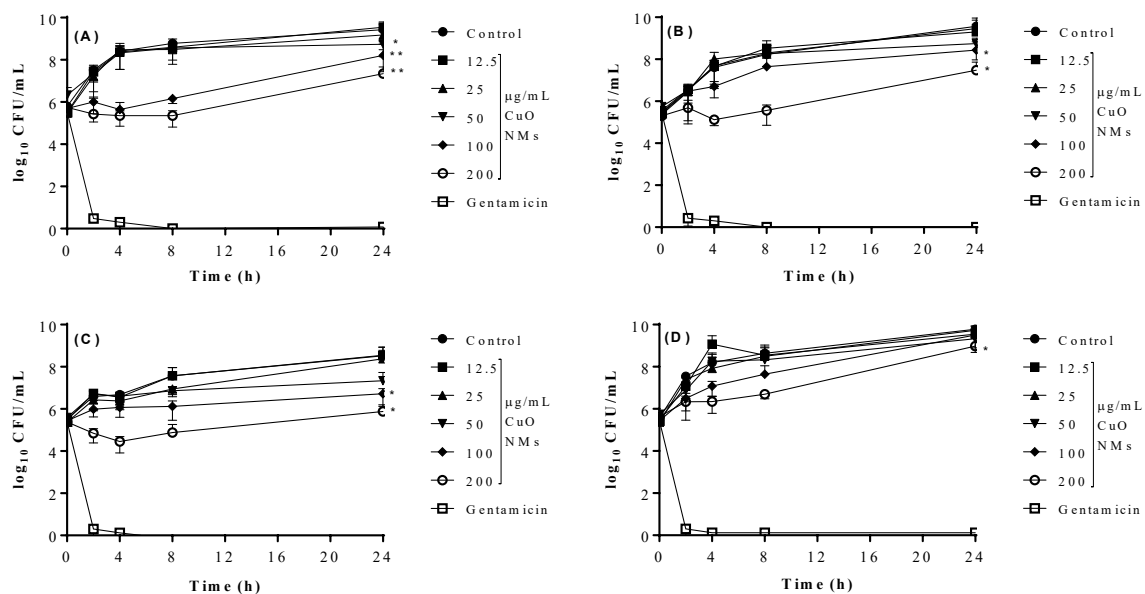 (A)
10
8
6
4
2
0
log10 CFU/mL
0 4 8 12 16 20 24
Time (h)
*
**
**
Control
12.5
25
50
100
200
Gentamicin
µg/mL
CuO
NMs
(B)
10
8
6
4
2
0
log10 CFU/mL
0 4 8 12 16 20 24
Time (h)
*
*
Control
12.5
25
50
100
200
Gentamicin
µg/mL
CuO
NMs
(C)
10
8
6
4
2
0
log10 CFU/mL
0 4 8 12 16 20 24
Time (h)
*
*
Control
12.5
25
50
100
200
Gentamicin
µg/mL
CuO
NMs
(D)
10
8
6
4
2
0
log10 CFU/mL
0 4 8 12 16 20 24
Time (h)
*
Control
12.5
25
50
100
200
Gentamicin
µg/mL
CuO
NMs